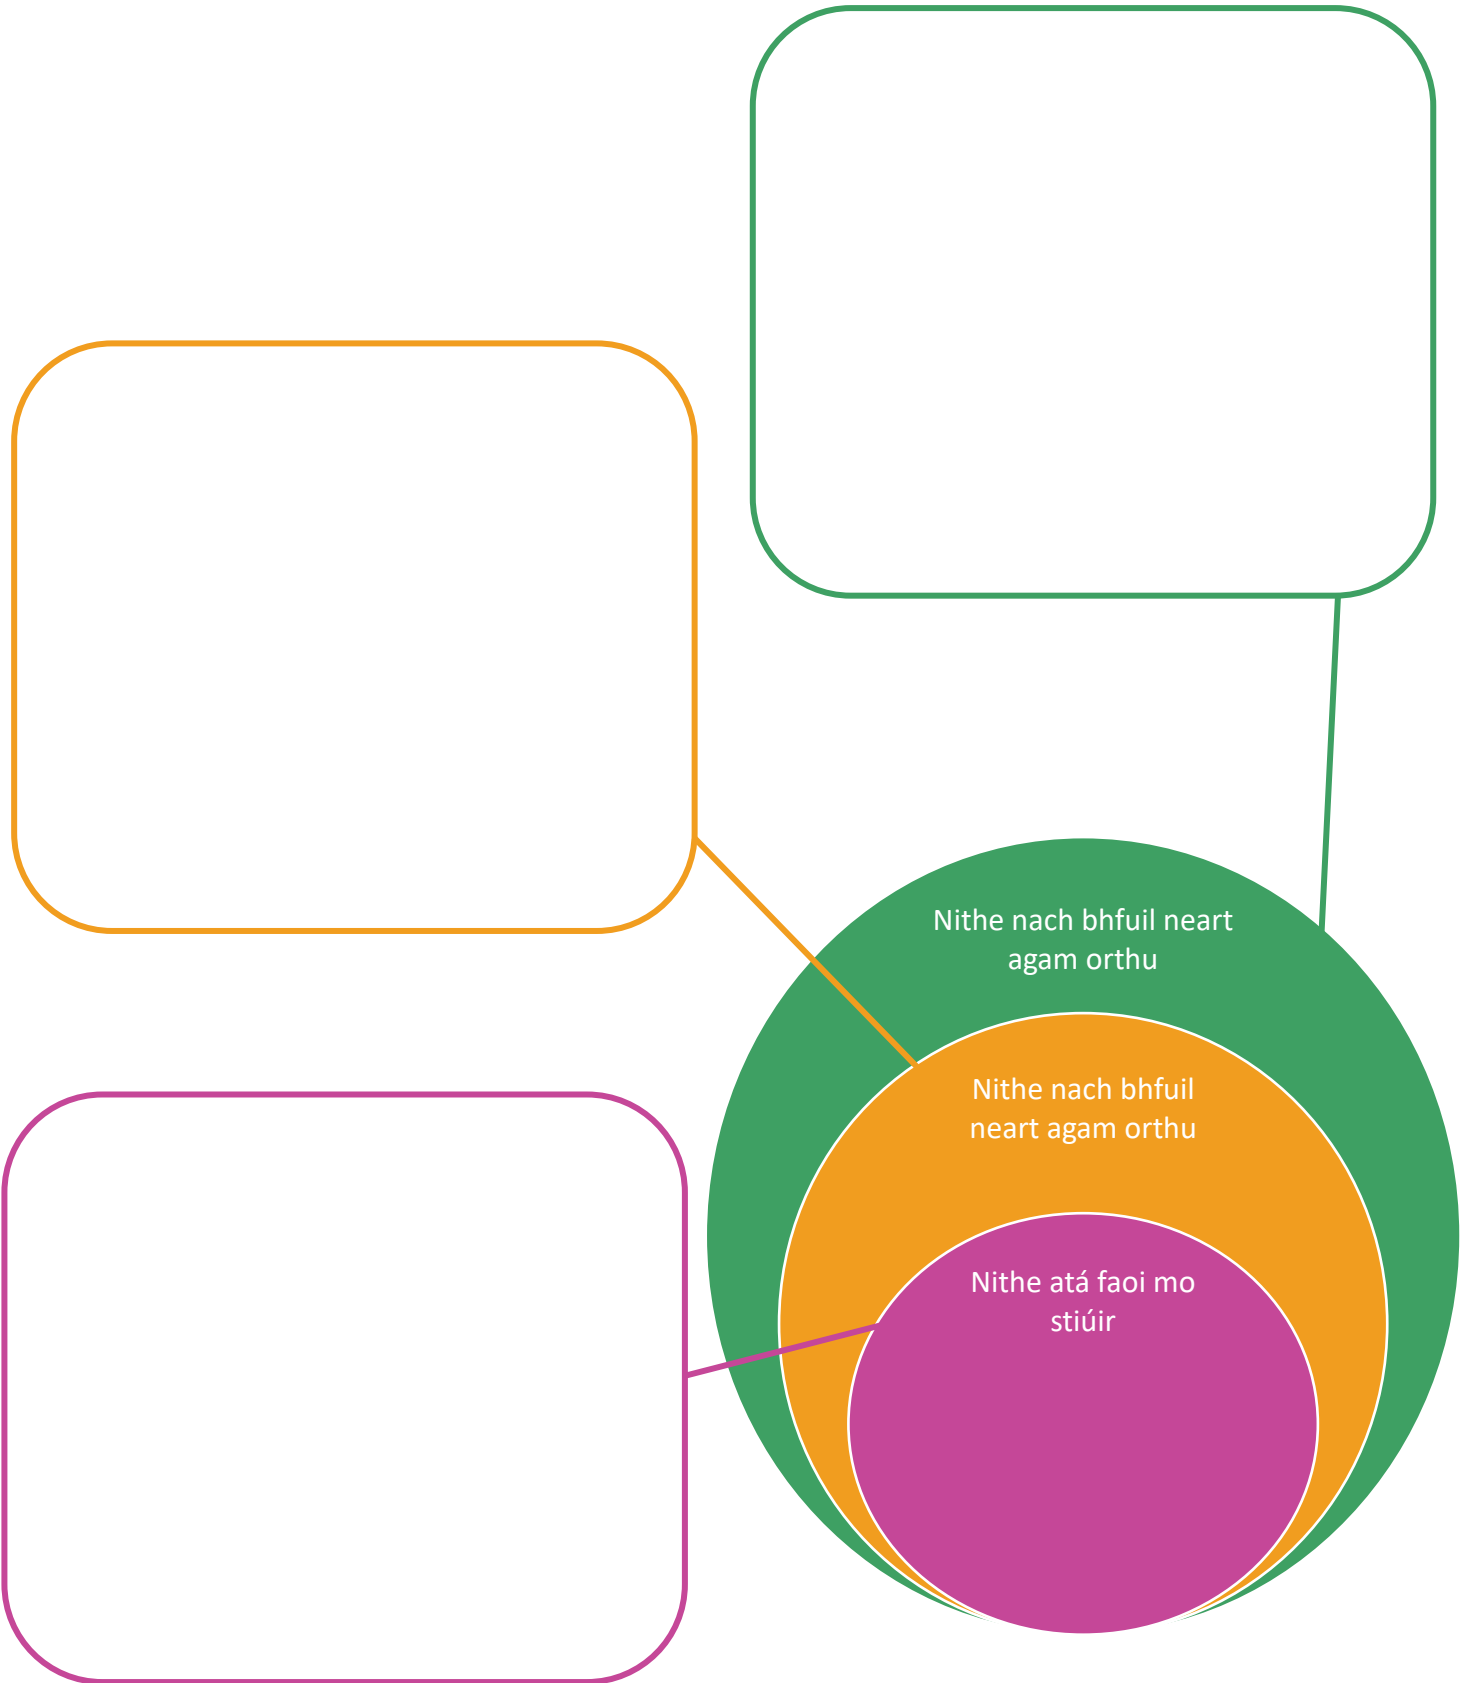 Nithe nach bhfuil neart
agam orthu
Nithe nach bhfuil
neart agam orthu
Nithe atá faoi mo
stiúir